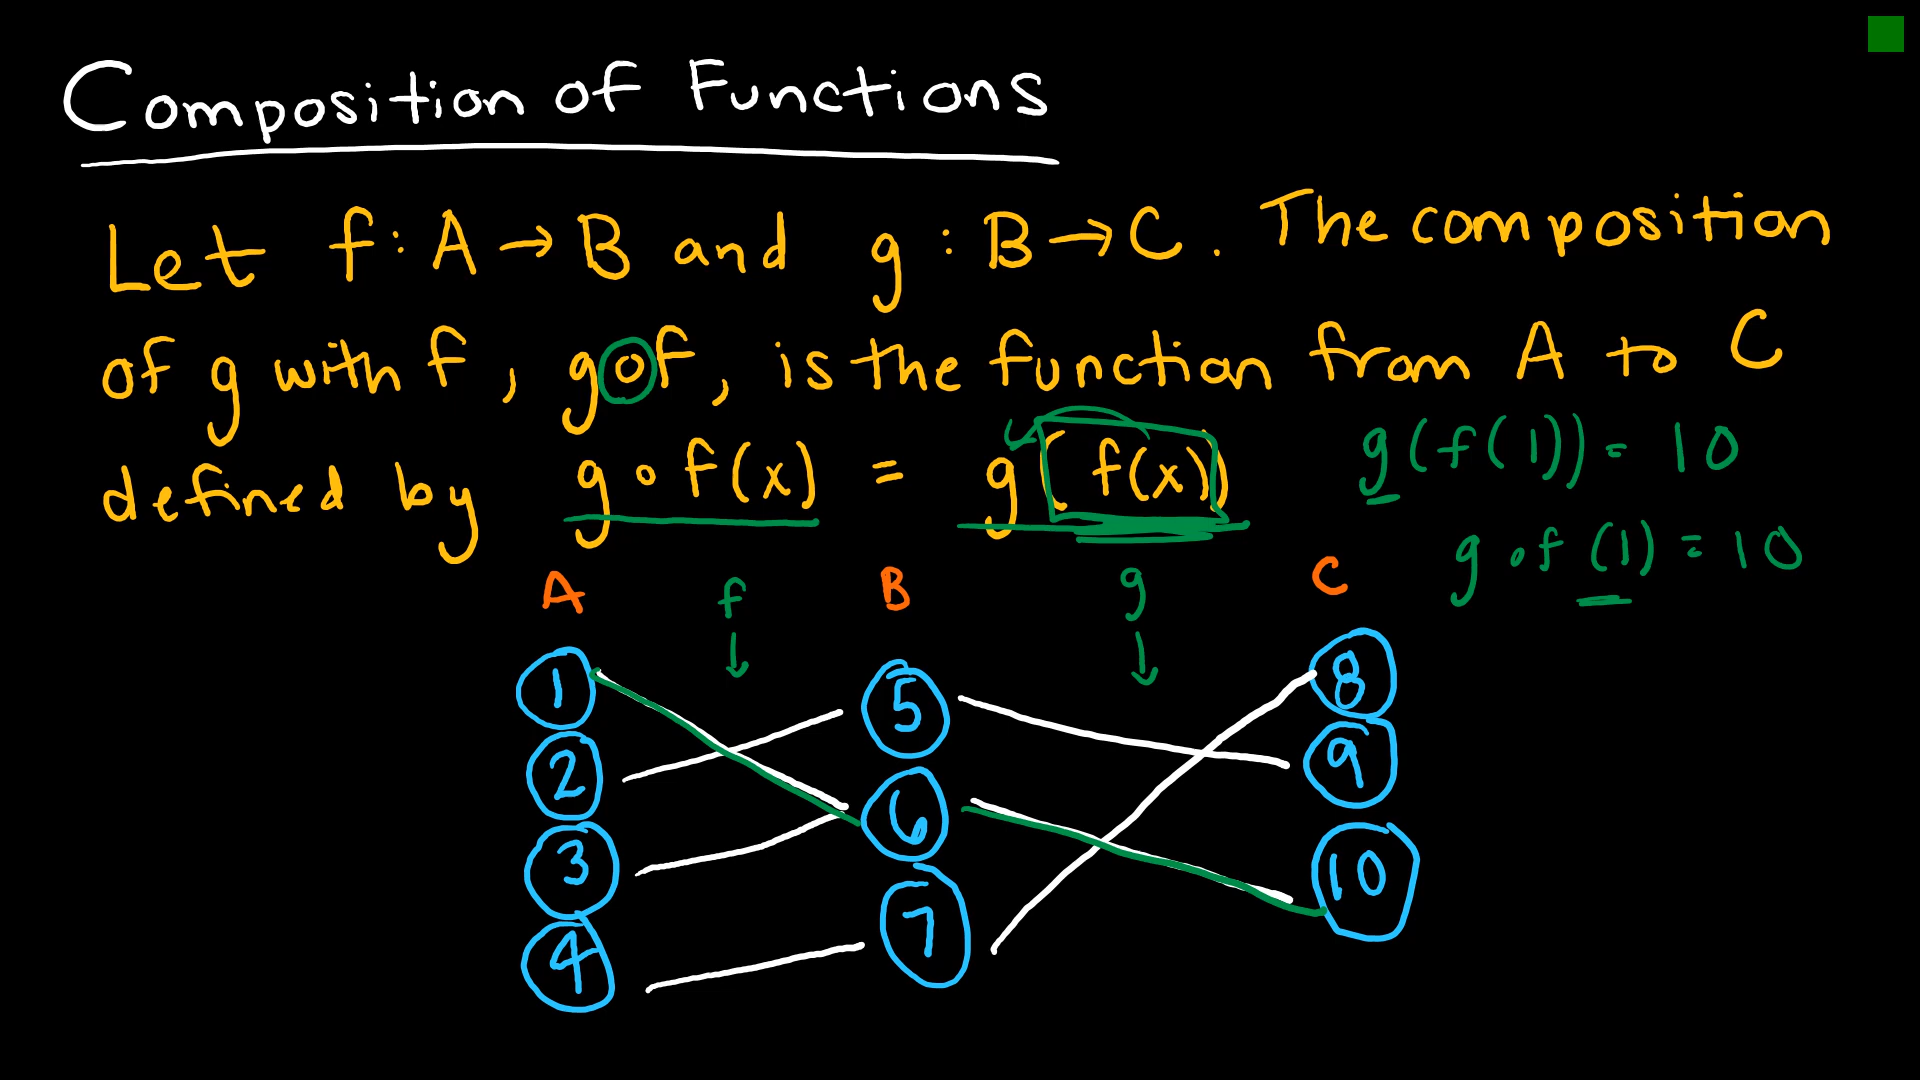 Composition of Functions
Let f: A → B and g : B → C. The composition
of g with f, g∘f, is the function from A to C
defined by g∘f(x) = g(f(x))
g(f(1)) = 10
g∘f(1) = 10
A f B g C
1 5 8
2 6 9
3 7 10
4